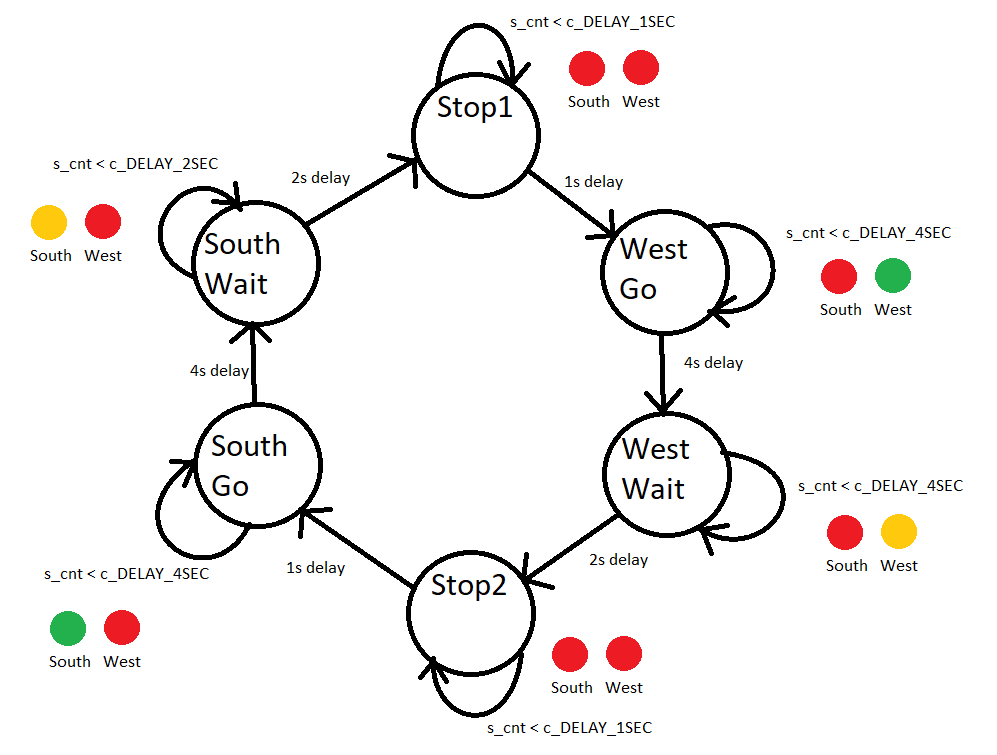 s_cnt < c_DELAY_1SEC
Stop1
South West
s_cnt < c_DELAY_2SEC
2s delay
1s delay
South West
South
Wait
West
Go
s_cnt < c_DELAY_4SEC
South West
4s delay
4s delay
South
Go
West
Wait
s_cnt < c_DELAY_4SEC
South West
s_cnt < c_DELAY_4SEC
1s delay
2s delay
Stop2
South West
South West
s_cnt < c_DELAY_1SEC